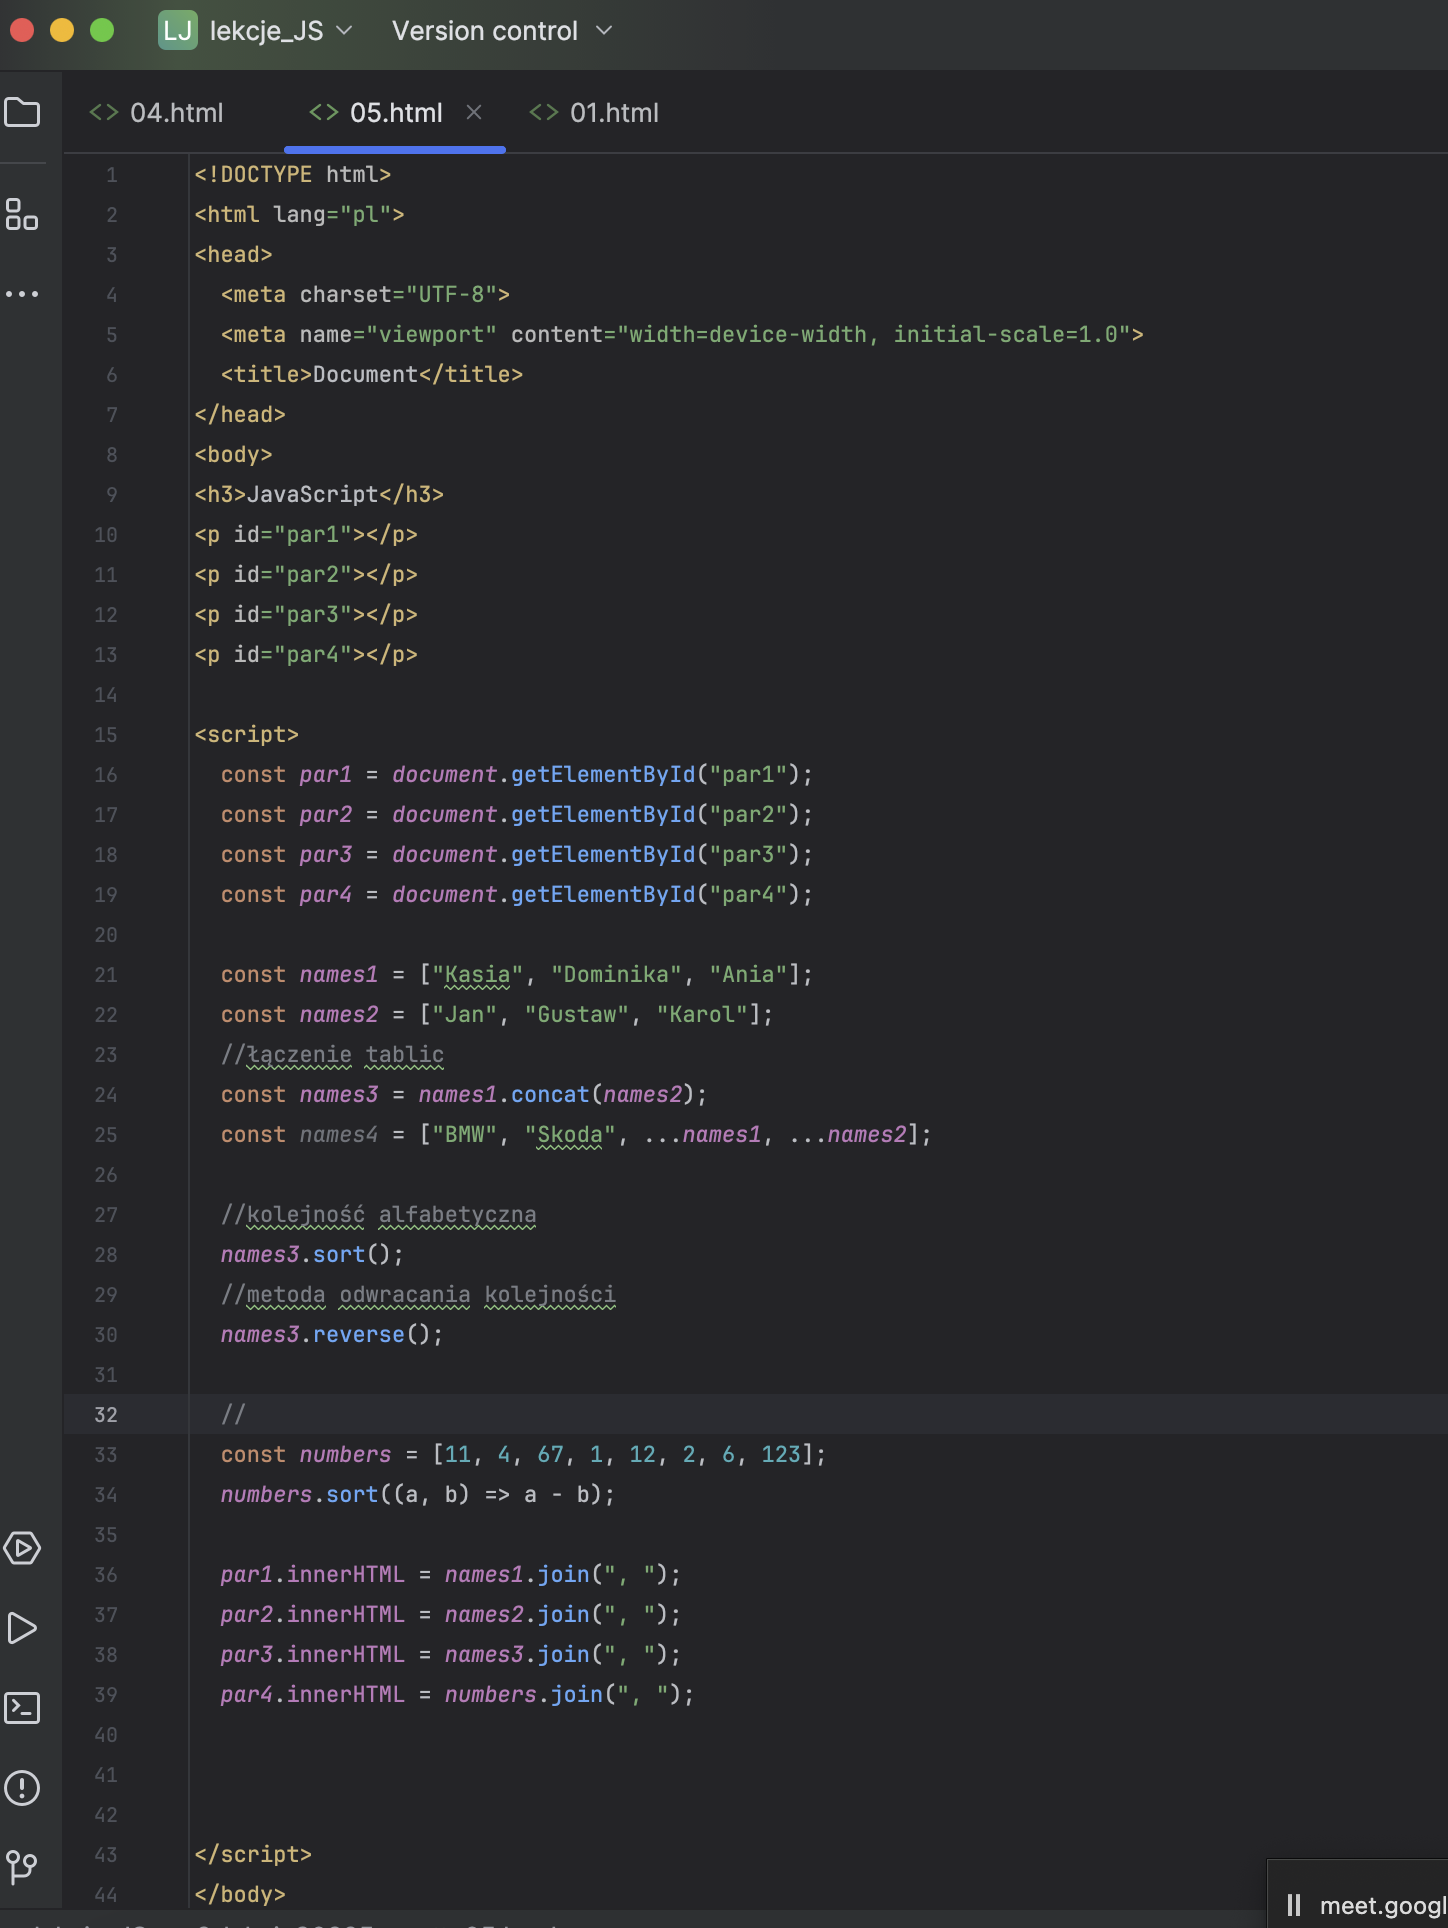 LJ lekcje_JS Version control
04.html 05.html 01.html
1 <!DOCTYPE html>
2 <html lang="pl">
3 <head>
4 <meta charset="UTF-8">
5 <meta name="viewport" content="width=device-width, initial-scale=1.0">
6 <title>Document</title>
7 </head>
8 <body>
9 <h3>JavaScript</h3>
10 <p id="par1"></p>
11 <p id="par2"></p>
12 <p id="par3"></p>
13 <p id="par4"></p>
14
15 <script>
16 const par1 = document.getElementById("par1");
17 const par2 = document.getElementById("par2");
18 const par3 = document.getElementById("par3");
19 const par4 = document.getElementById("par4");
20
21 const names1 = ["Kasia", "Dominika", "Ania"];
22 const names2 = ["Jan", "Gustaw", "Karol"];
23 //łączenie tablic
24 const names3 = names1.concat(names2);
25 const names4 = ["BMW", "Skoda", ...names1, ...names2];
26
27 //kolejność alfabetyczna
28 names3.sort();
29 //metoda odwracania kolejności
30 names3.reverse();
31
32 //
33 const numbers = [11, 4, 67, 1, 12, 2, 6, 123];
34 numbers.sort((a, b) => a - b);
35
36 par1.innerHTML = names1.join(", ");
37 par2.innerHTML = names2.join(", ");
38 par3.innerHTML = names3.join(", ");
39 par4.innerHTML = numbers.join(", ");
40
41
42
43 </script>
44 </body>
meet.googl